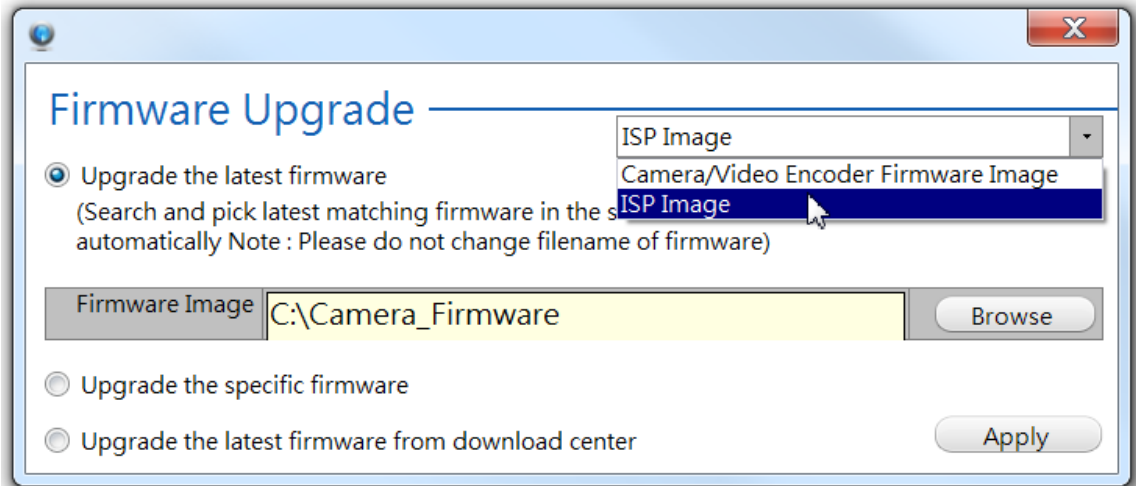 Firmware Upgrade
ISP Image
Camera/Video Encoder Firmware Image
ISP Image
Upgrade the latest firmware
(Search and pick latest matching firmware in the s
automatically Note : Please do not change filename of firmware)
Firmware Image
C:\Camera_Firmware
Browse
Upgrade the specific firmware
Upgrade the latest firmware from download center
Apply